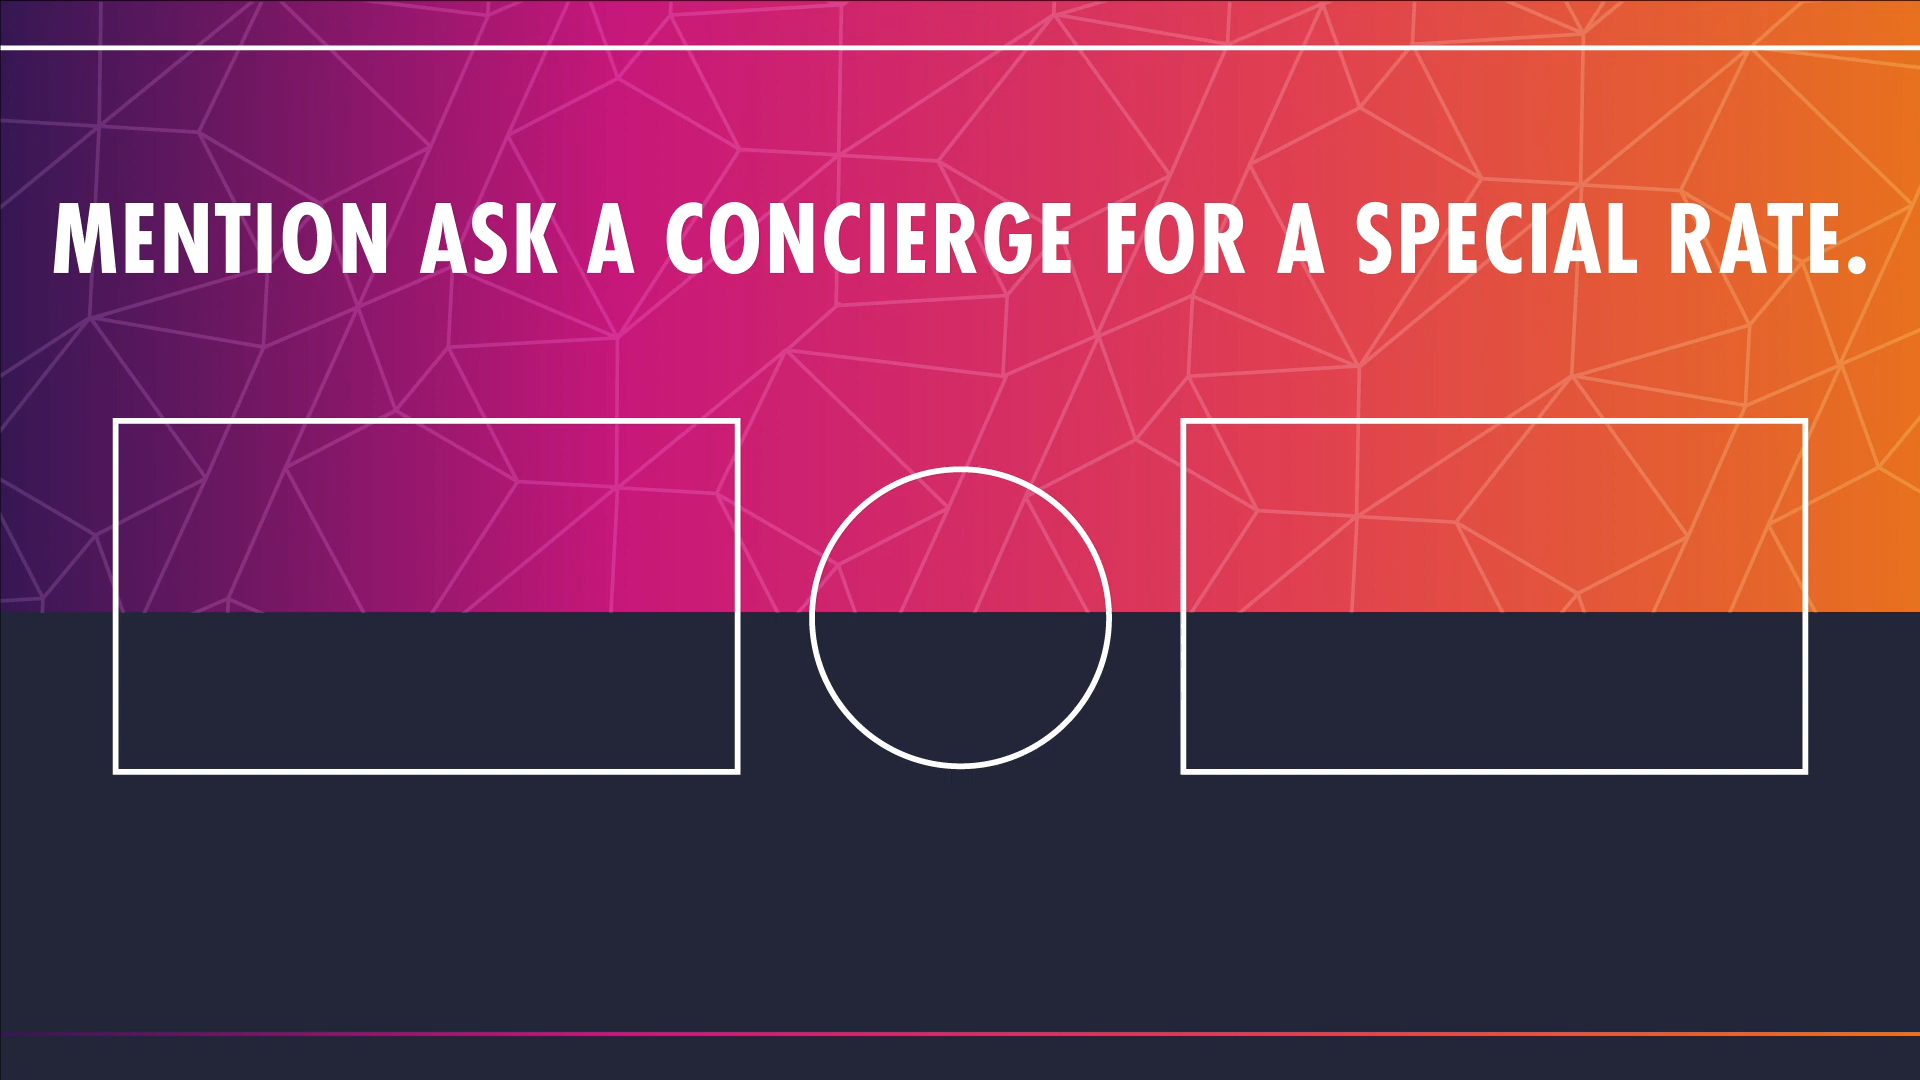 MENTION ASK A CONCIERGE FOR A SPECIAL RATE.